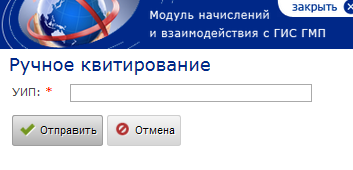 закрыть
Модуль начислений
и взаимодействия с ГИС ГМП
Ручное квитирование
УИП: *
Отправить
Отмена